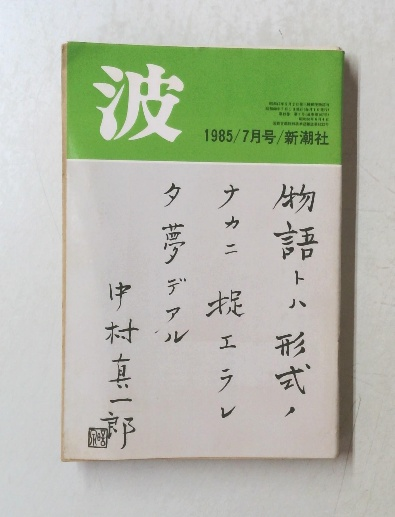 波
1985/7月号/新潮社
物語トハ形式ノ
ナカニ捉エラレ
タ夢デアル
中村真一郎